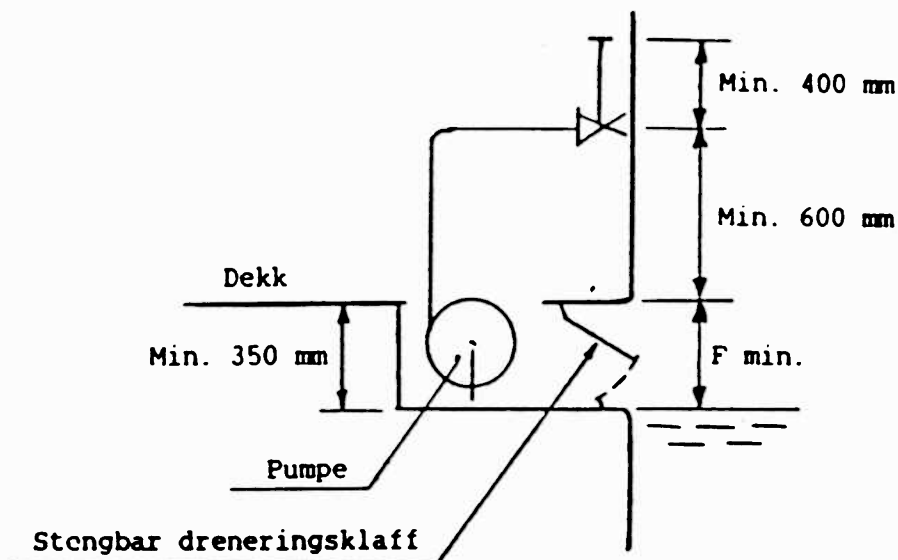 Min. 400 mm
Min. 600 mm
Dekk
Min. 350 mm
F min.
Pumpe
Stengbar dreneringsklaff